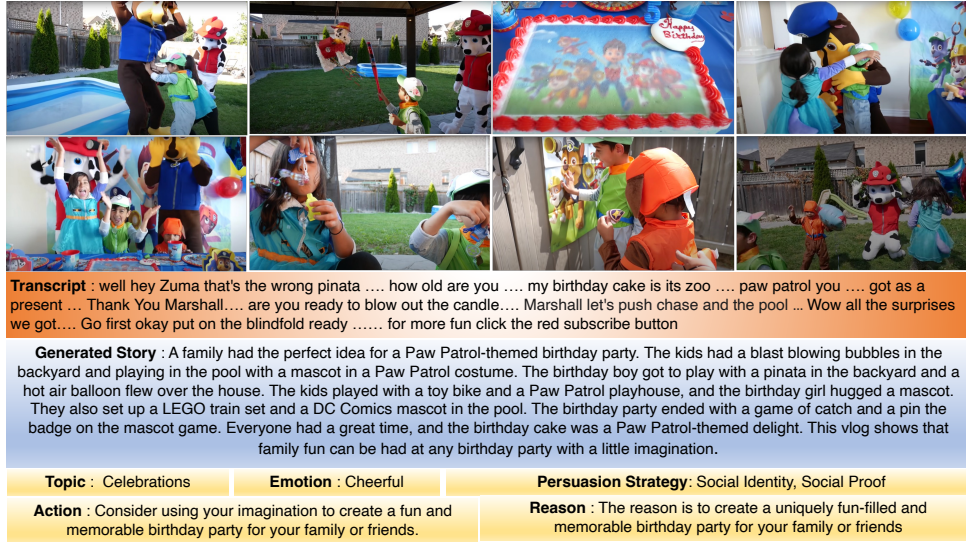 Happy
Birthday
Transcript : well hey Zuma that's the wrong pinata …. how old are you …. my birthday cake is its zoo …. paw patrol you …. got as a
present … Thank You Marshall…. are you ready to blow out the candle…. Marshall let's push chase and the pool ... Wow all the surprises
we got…. Go first okay put on the blindfold ready …… for more fun click the red subscribe button
Generated Story : A family had the perfect idea for a Paw Patrol-themed birthday party. The kids had a blast blowing bubbles in the
backyard and playing in the pool with a mascot in a Paw Patrol costume. The birthday boy got to play with a pinata in the backyard and a
hot air balloon flew over the house. The kids played with a toy bike and a Paw Patrol playhouse, and the birthday girl hugged a mascot.
They also set up a LEGO train set and a DC Comics mascot in the pool. The birthday party ended with a game of catch and a pin the
badge on the mascot game. Everyone had a great time, and the birthday cake was a Paw Patrol-themed delight. This vlog shows that
family fun can be had at any birthday party with a little imagination.
Topic : Celebrations
Emotion : Cheerful
Persuasion Strategy: Social Identity, Social Proof
Action : Consider using your imagination to create a fun and
memorable birthday party for your family or friends.
Reason : The reason is to create a uniquely fun-filled and
memorable birthday party for your family or friends